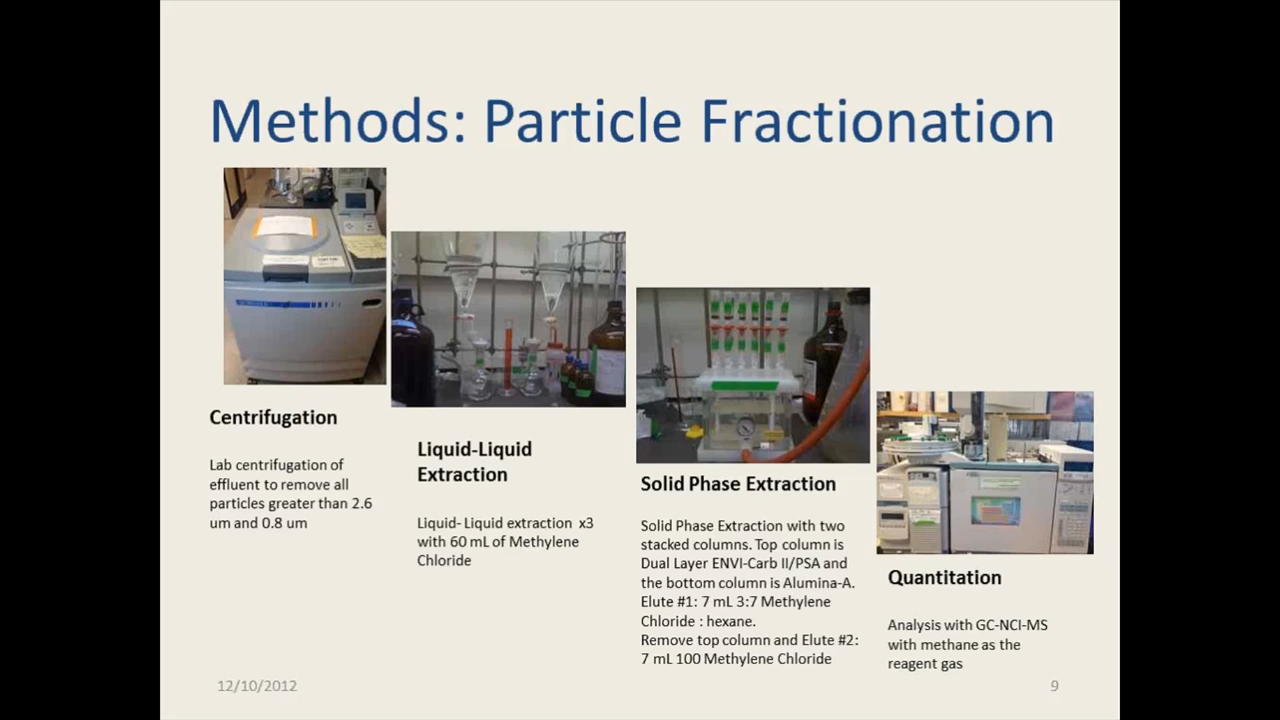 Methods: Particle Fractionation
Centrifugation
Lab centrifugation of
effluent to remove all
particles greater than 2.6
um and 0.8 um
Liquid-Liquid
Extraction
Liquid- Liquid extraction x3
with 60 mL of Methylene
Chloride
Solid Phase Extraction
Solid Phase Extraction with two
stacked columns. Top column is
Dual Layer ENVI-Carb II/PSA and
the bottom column is Alumina-A.
Elute #1: 7 mL 3:7 Methylene
Chloride : hexane.
Remove top column and Elute #2:
7 mL 100 Methylene Chloride
Quantitation
Analysis with GC-NCI-MS
with methane as the
reagent gas
12/10/2012
9